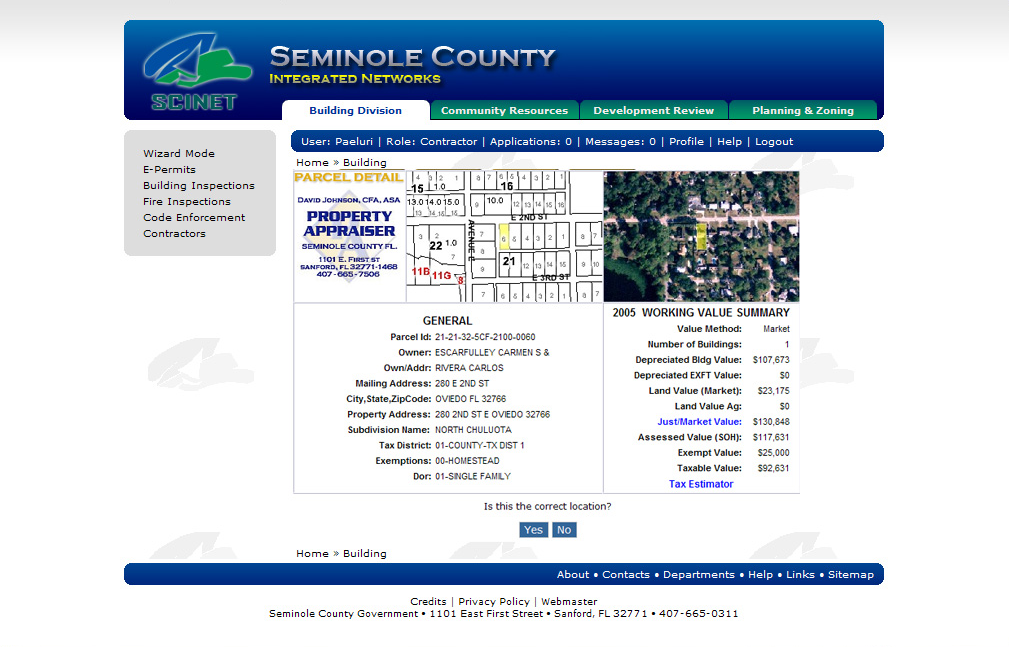 SEMINOLE COUNTY
INTEGRATED NETWORKS
SCINET
Building Division
Community Resources
Development Review
Planning & Zoning
User: Paeluri | Role: Contractor | Applications: 0 | Messages: 0 | Profile | Help | Logout
Wizard Mode
E-Permits
Building Inspections
Fire Inspections
Code Enforcement
Contractors
Home » Building
PARCEL DETAIL
DAVID JOHNSON, CFA, ASA
PROPERTY
APPRAISER
SEMINOLE COUNTY FL.
1101 E. FIRST ST
SANFORD, FL 32771-1468
407-665-7506
4 3 2 1
15 1.0
13.0 14.0 15.0
13 14 15 16
3 2
22 1.0
7
11B 11G 8
AVENUE E
8 7 6 5 4 3 2 1
16
9 10.0 12 13 14 15 16
E 2ND ST
7 6 5 4 3 2 1 8 7
8
21
9 12 13 14 15 9 10
E 3RD ST
7 6 5 4 3 2 1 8 7
GENERAL
Parcel Id: 21-21-32-5CF-2100-0060
Owner: ESCARFULLEY CARMEN S &
Own/Addr: RIVERA CARLOS
Mailing Address: 280 E 2ND ST
City,State,ZipCode: OVIEDO FL 32766
Property Address: 280 2ND ST E OVIEDO 32766
Subdivision Name: NORTH CHULUOTA
Tax District: 01-COUNTY-TX DIST 1
Exemptions: 00-HOMESTEAD
Dor: 01-SINGLE FAMILY
2005 WORKING VALUE SUMMARY
Value Method: Market
Number of Buildings: 1
Depreciated Bldg Value: $107,673
Depreciated EXFT Value: $0
Land Value (Market): $23,175
Land Value Ag: $0
Just/Market Value: $130,848
Assessed Value (SOH): $117,631
Exempt Value: $25,000
Taxable Value: $92,631
Tax Estimator
Is this the correct location?
Yes No
Home » Building
About • Contacts • Departments • Help • Links • Sitemap
Credits | Privacy Policy | Webmaster
Seminole County Government • 1101 East First Street • Sanford, FL 32771 • 407-665-0311